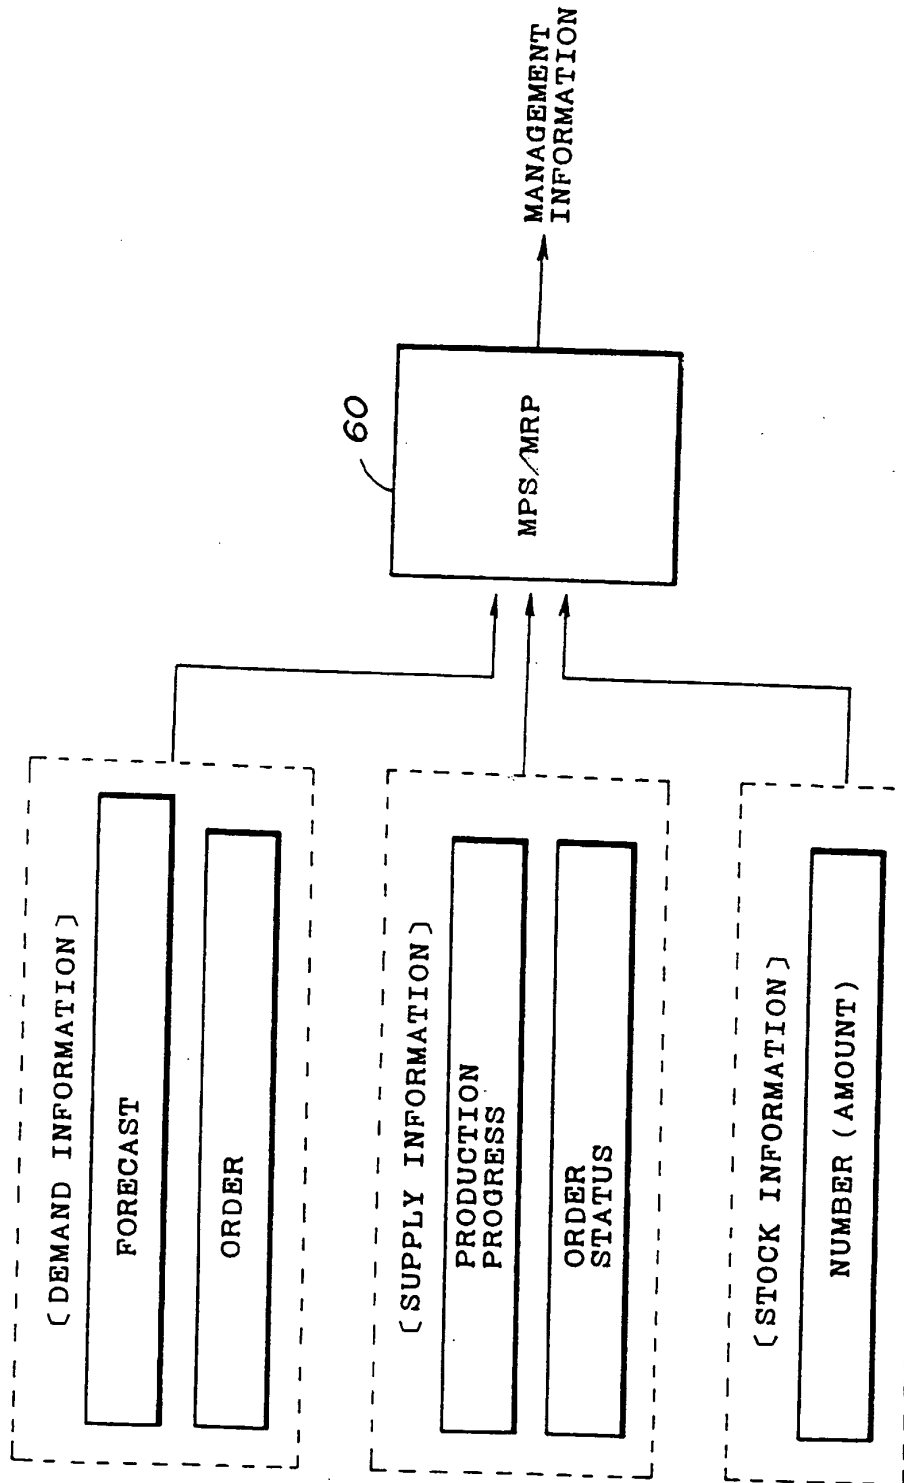 (DEMAND INFORMATION)
FORECAST
ORDER
(SUPPLY INFORMATION)
PRODUCTION
PROGRESS
ORDER
STATUS
(STOCK INFORMATION)
NUMBER (AMOUNT)
60
MPS/MRP
MANAGEMENT
INFORMATION